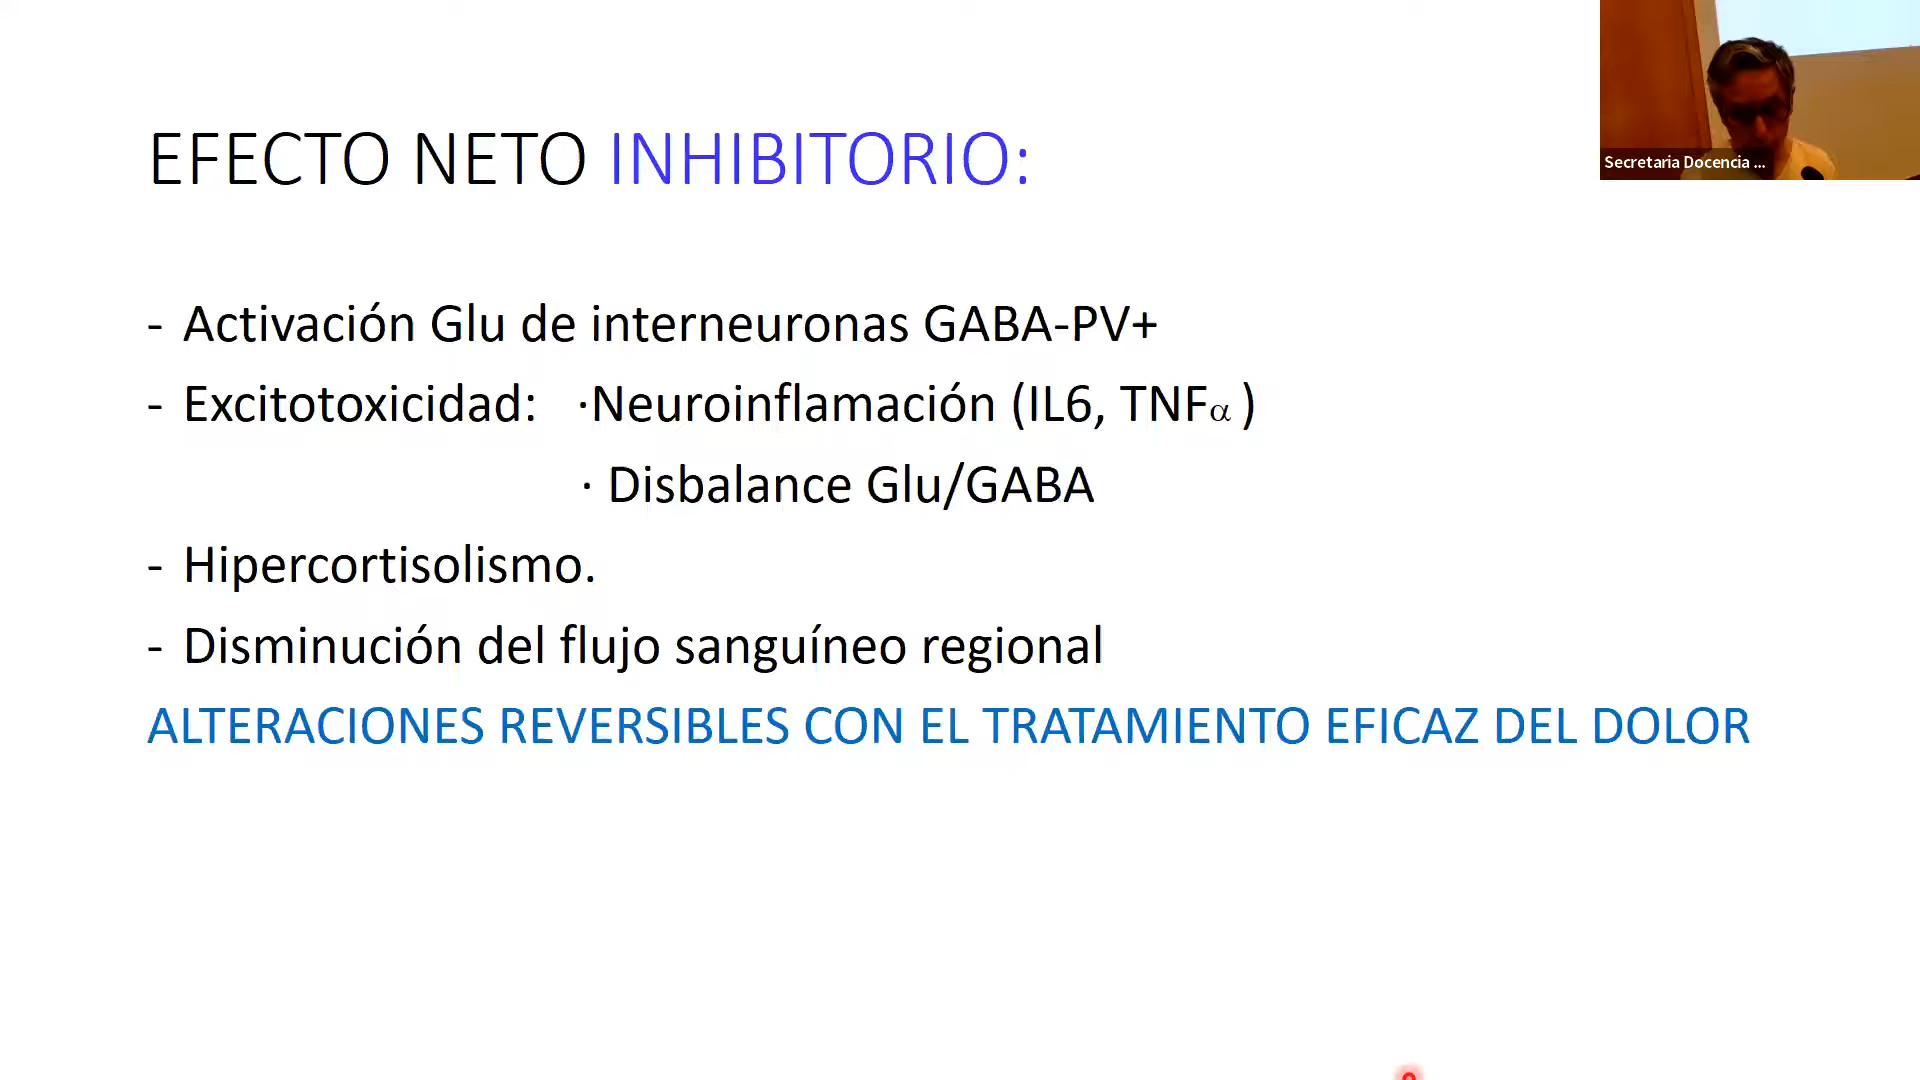 EFECTO NETO INHIBITORIO:
Secretaria Docencia ...
- Activación Glu de interneuronas GABA-PV+
- Excitotoxicidad: ·Neuroinflamación (IL6, TNFα )
· Disbalance Glu/GABA
- Hipercortisolismo.
- Disminución del flujo sanguíneo regional
ALTERACIONES REVERSIBLES CON EL TRATAMIENTO EFICAZ DEL DOLOR